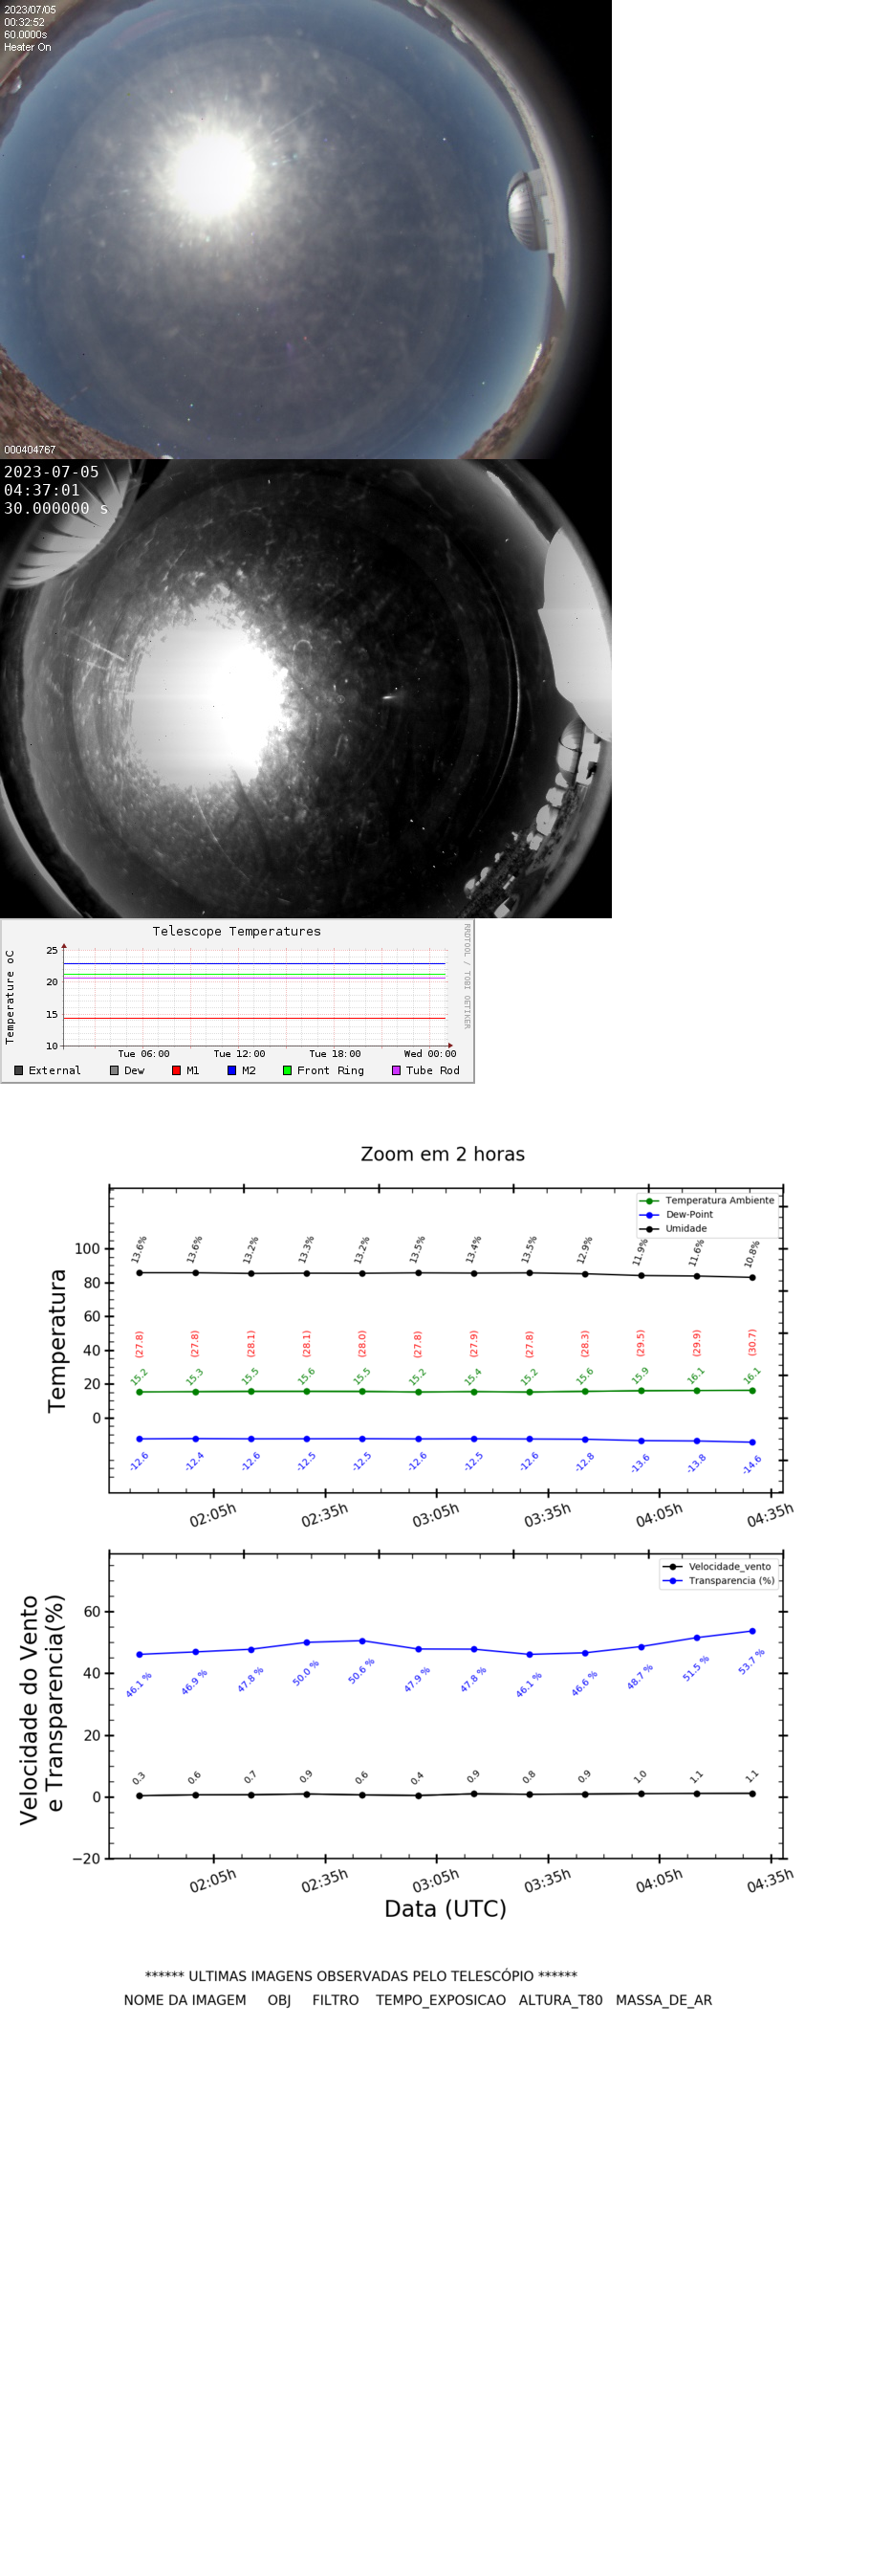 2023/07/05
00:32:52
60.0000s
Heater On
000404767
2023-07-05
04:37:01
30.000000 s
Telescope Temperatures
RRDTOOL / TOBI OETIKER
Temperature oC
25
20
15
10
Tue 06:00 Tue 12:00 Tue 18:00 Wed 00:00
External Dew M1 M2 Front Ring Tube Rod
Zoom em 2 horas
Temperatura
Temperatura Ambiente
Dew-Point
Umidade
100
80
60
40
20
0
13.6% 13.6% 13.2% 13.3% 13.2% 13.5% 13.4% 13.5% 12.9% 11.9% 11.6% 10.8%
(27.8) (27.8) (28.1) (28.1) (28.0) (27.8) (27.9) (27.8) (28.3) (29.5) (29.9) (30.7)
15.2 15.3 15.5 15.6 15.5 15.2 15.4 15.2 15.6 15.9 16.1 16.1
-12.6 -12.4 -12.6 -12.5 -12.5 -12.6 -12.5 -12.6 -12.8 -13.6 -13.8 -14.6
02:05h 02:35h 03:05h 03:35h 04:05h 04:35h
Velocidade do Vento
e Transparencia(%)
Velocidade_vento
Transparencia (%)
60
40
20
0
−20
46.1 % 46.9 % 47.8 % 50.0 % 50.6 % 47.9 % 47.8 % 46.1 % 46.6 % 48.7 % 51.5 % 53.7 %
0.3 0.6 0.7 0.9 0.6 0.4 0.9 0.8 0.9 1.0 1.1 1.1
02:05h 02:35h 03:05h 03:35h 04:05h 04:35h
Data (UTC)
****** ULTIMAS IMAGENS OBSERVADAS PELO TELESCÓPIO ******
NOME DA IMAGEM OBJ FILTRO TEMPO_EXPOSICAO ALTURA_T80 MASSA_DE_AR